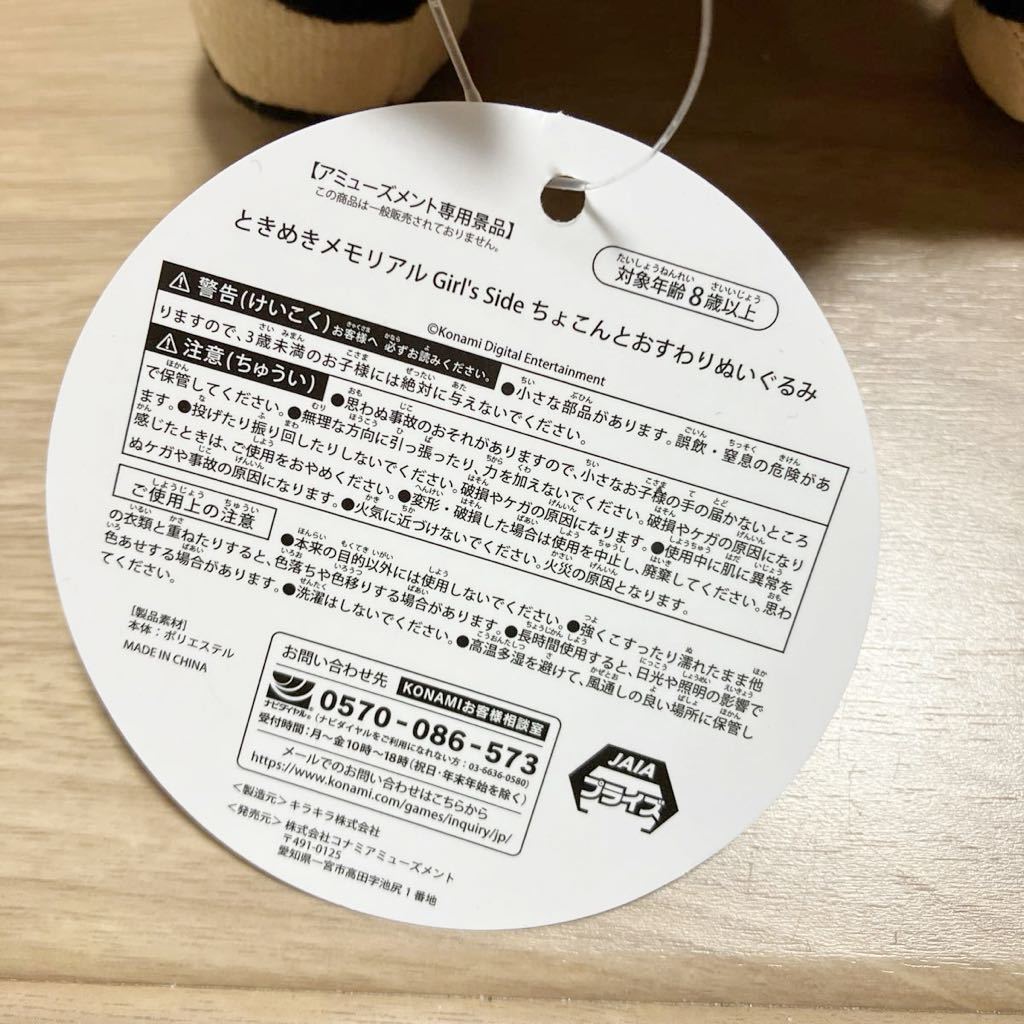 【アミューズメント専用景品】
この商品は一般販売されておりません。
対象年齢 8歳以上
ときめきメモリアル Girl's Side ちょこんとおすわりぬいぐるみ
©Konami Digital Entertainment
警告(けいこく) お客様へ 必ずお読みください。 ●小さな部品があります。誤飲・窒息の危険があ
りますので、3歳未満のお子様には絶対に与えないでください。
注意(ちゅうい) ●思わぬ事故のおそれがありますので、小さなお子様の手の届かないところ
で保管してください。●無理な方向に引っ張ったり、力を加えないでください。破損やケガの原因になり
ます。●投げたり振り回したりしないでください。破損やケガの原因になります。●使用中に肌に異常を
感じたときは、ご使用をおやめください。●変形・破損した場合は使用を中止し、廃棄してください。思わ
ぬケガや事故の原因になります。●火気に近づけないでください。火災の原因となります。
ご使用上の注意 ●本来の目的以外には使用しないでください。●強くこすったり濡れたまま他
の衣類と重ねたりすると、色落ちや色移りする場合があります。●長時間使用すると、日光や照明の影響で
色あせする場合があります。●洗濯はしないでください。●高温多湿を避けて、風通しの良い場所に保管し
てください。
[製品素材]
本体：ポリエステル
MADE IN CHINA
お問い合わせ先 KONAMIお客様相談室
ナビダイヤル® 0570-086-573
(ナビダイヤルをご利用になれない方：03-6636-0580)
受付時間：月～金10時～18時(祝日・年末年始を除く)
メールでのお問い合わせはこちらから
https://www.konami.com/games/inquiry/jp/
JAIA
プライズ
<製造元> キラキラ株式会社
<発売元> 株式会社コナミアミューズメント
〒491-0125
愛知県一宮市高田字池尻1番地